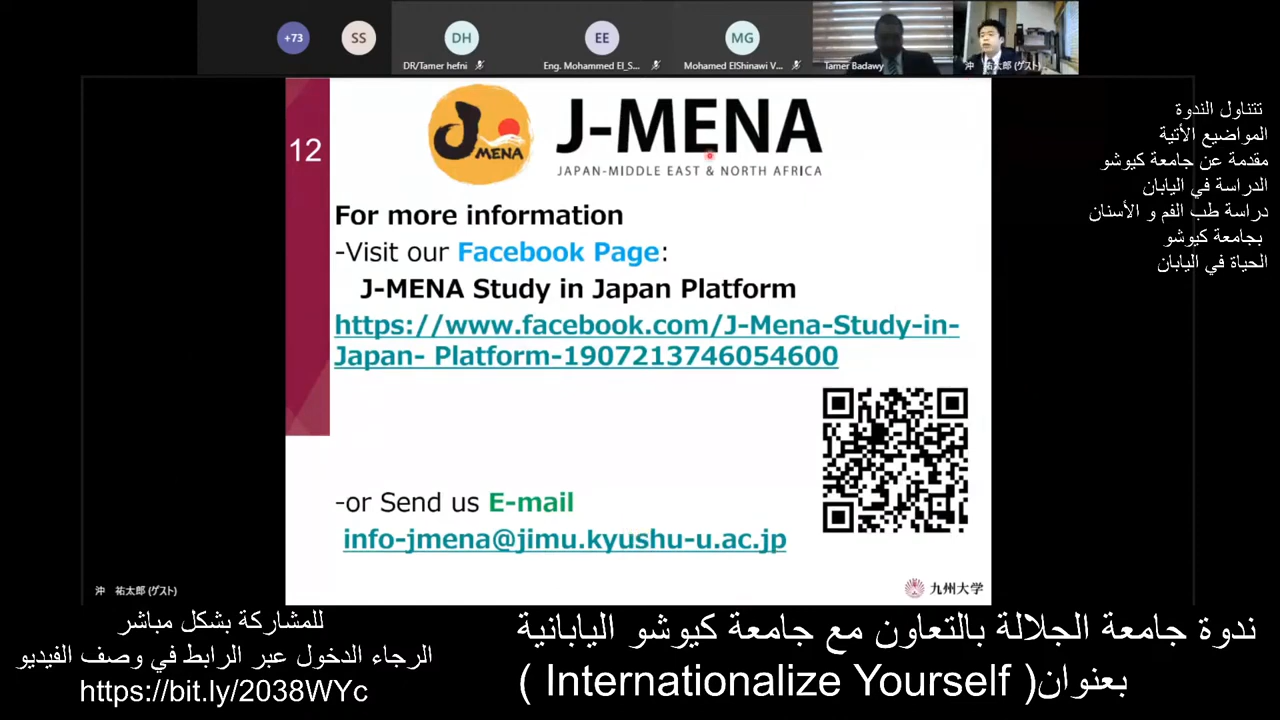 +73
SS
DH
EE
MG
DR/Tamer hefni
Eng. Mohammed El_S...
Mohamed ElShinawi V...
Tamer Badawy
沖 祐太郎 (ゲスト)
12
J
MENA
J-MENA
JAPAN-MIDDLE EAST & NORTH AFRICA
For more information
-Visit our Facebook Page:
J-MENA Study in Japan Platform
https://www.facebook.com/J-Mena-Study-in-
Japan- Platform-1907213746054600
-or Send us E-mail
info-jmena@jimu.kyushu-u.ac.jp
九州大学
沖 祐太郎 (ゲスト)
تتناول الندوة
المواضيع الأتية
مقدمة عن جامعة كيوشو
الدراسة في اليابان
دراسة طب الفم و الأسنان
بجامعة كيوشو
الحياة في اليابان
للمشاركة بشكل مباشر
الرجاء الدخول عبر الرابط في وصف الفيديو
https://bit.ly/2038WYc
ندوة جامعة الجلالة بالتعاون مع جامعة كيوشو اليابانية
بعنوان( Internationalize Yourself )